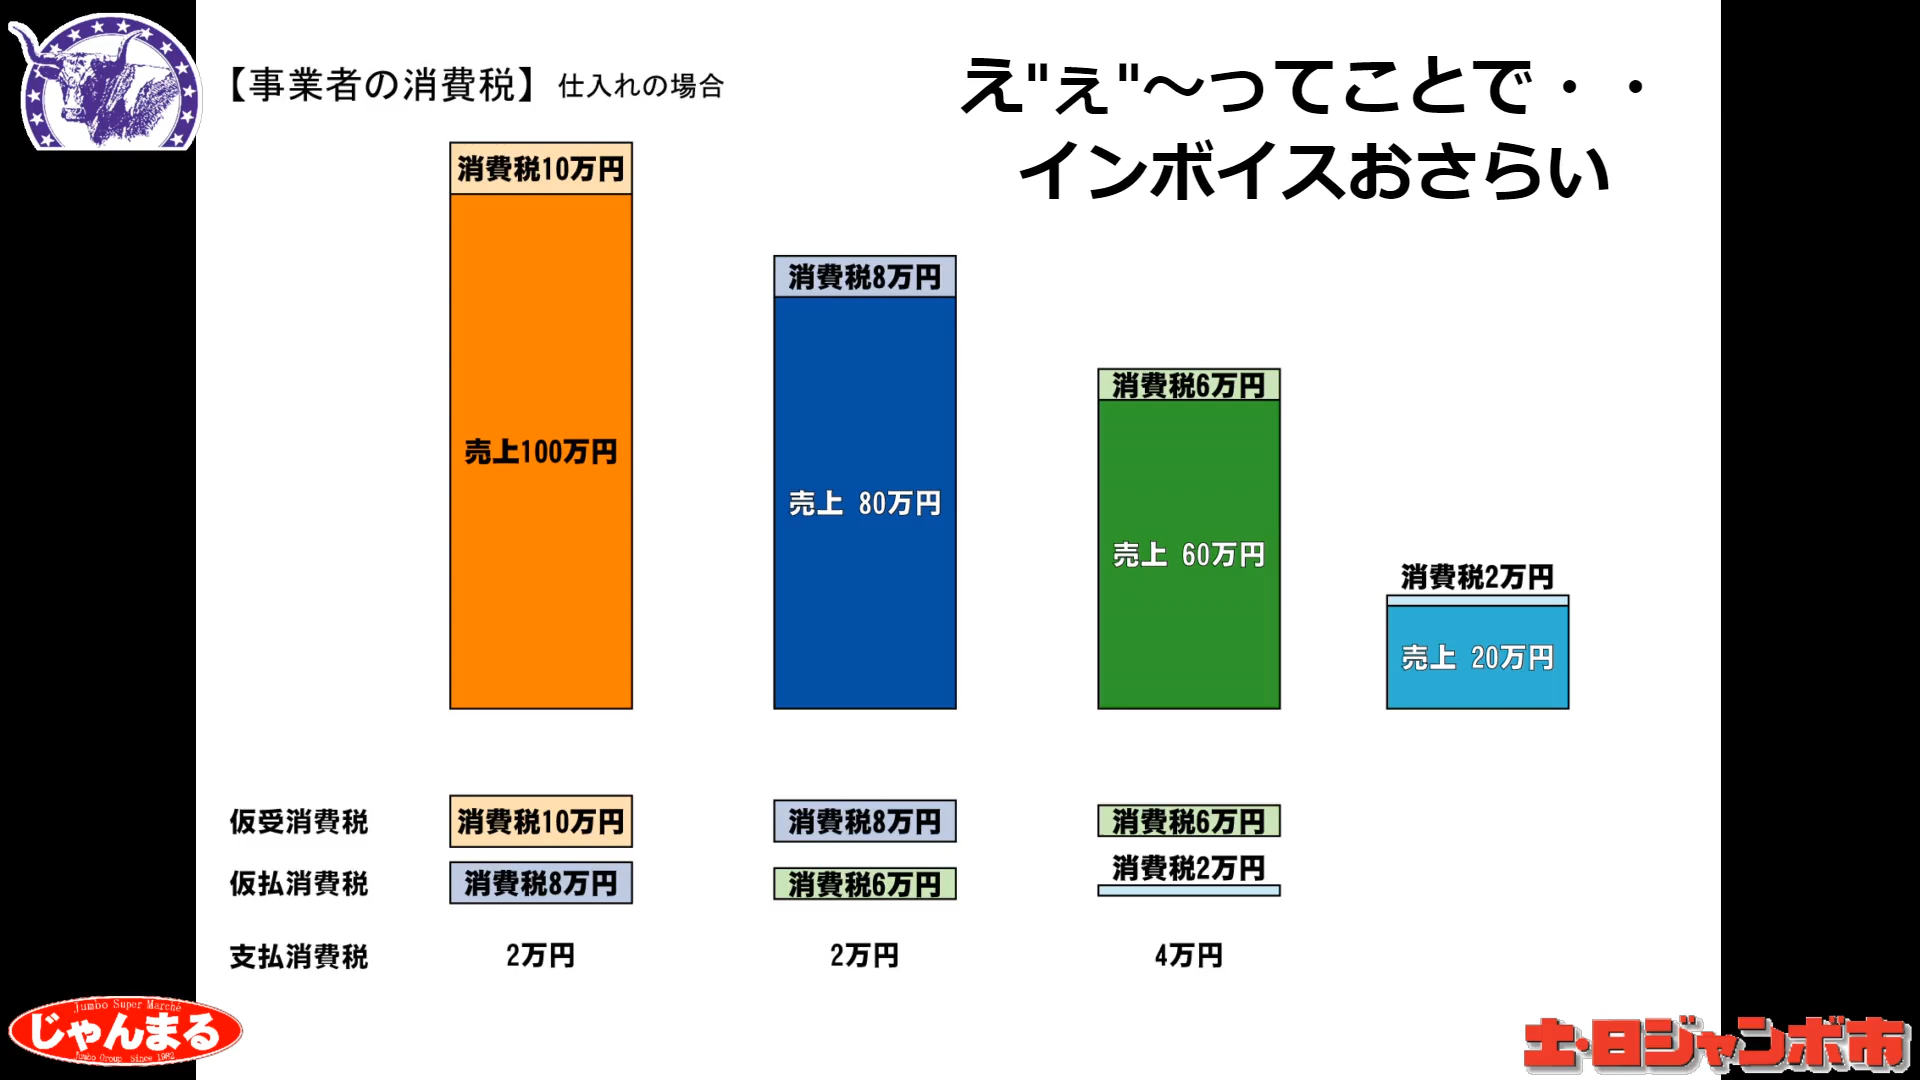 【事業者の消費税】 仕入れの場合
え"ぇ"～ってことで・・
インボイスおさらい
消費税10万円
売上100万円
消費税8万円
売上 80万円
消費税6万円
売上 60万円
消費税2万円
売上 20万円
仮受消費税 消費税10万円 消費税8万円 消費税6万円
仮払消費税 消費税8万円 消費税6万円 消費税2万円
支払消費税 2万円 2万円 4万円
Jumbo Super Marché
じゃんまる
Jumbo Group Since 1982
土・日ジャンボ市